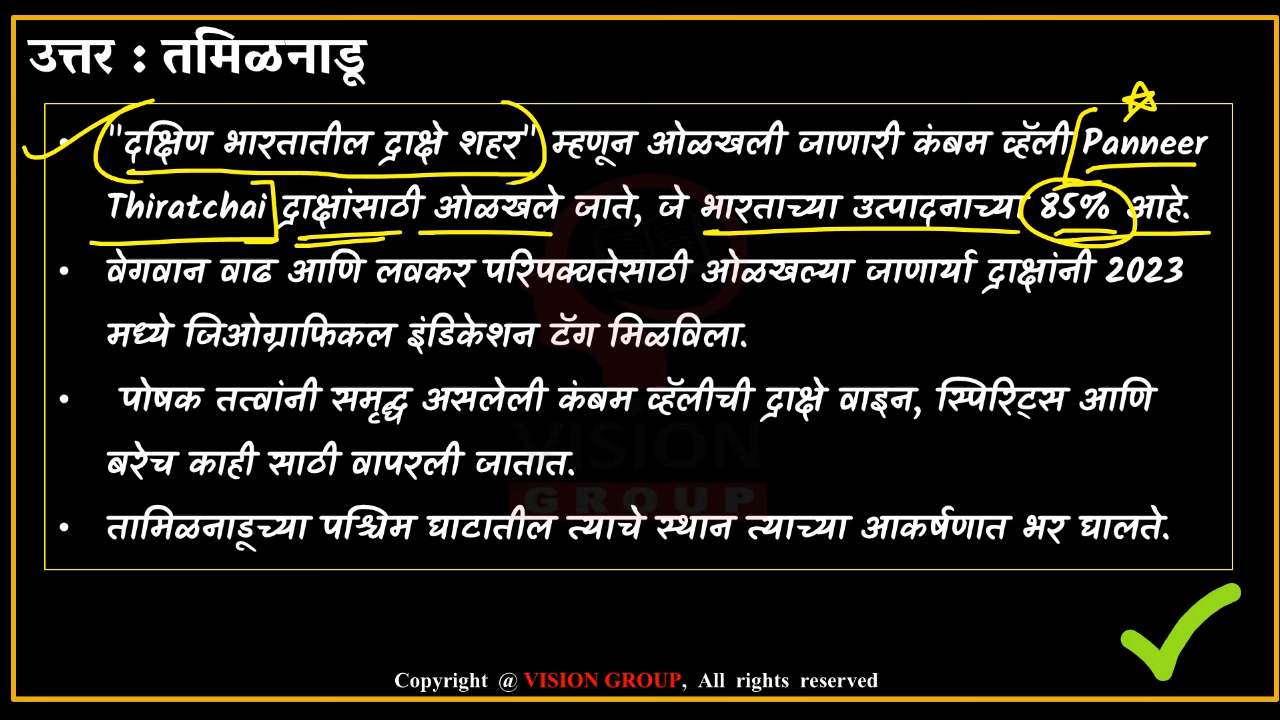 उत्तर : तमिळनाडू
• "दक्षिण भारतातील द्राक्षे शहर" म्हणून ओळखली जाणारी कंबम व्हॅली Panneer
Thiratchai द्राक्षांसाठी ओळखले जाते, जे भारताच्या उत्पादनाच्या 85% आहे.
• वेगवान वाढ आणि लवकर परिपक्वतेसाठी ओळखल्या जाणार्या द्राक्षांनी 2023
मध्ये जिओग्राफिकल इंडिकेशन टॅग मिळविला.
• पोषक तत्वांनी समृद्ध असलेली कंबम व्हॅलीची द्राक्षे वाइन, स्पिरिट्स आणि
बरेच काही साठी वापरली जातात.
• तामिळनाडूच्या पश्चिम घाटातील त्याचे स्थान त्याच्या आकर्षणात भर घालते.
VISION
GROUP
Copyright @ VISION GROUP, All rights reserved